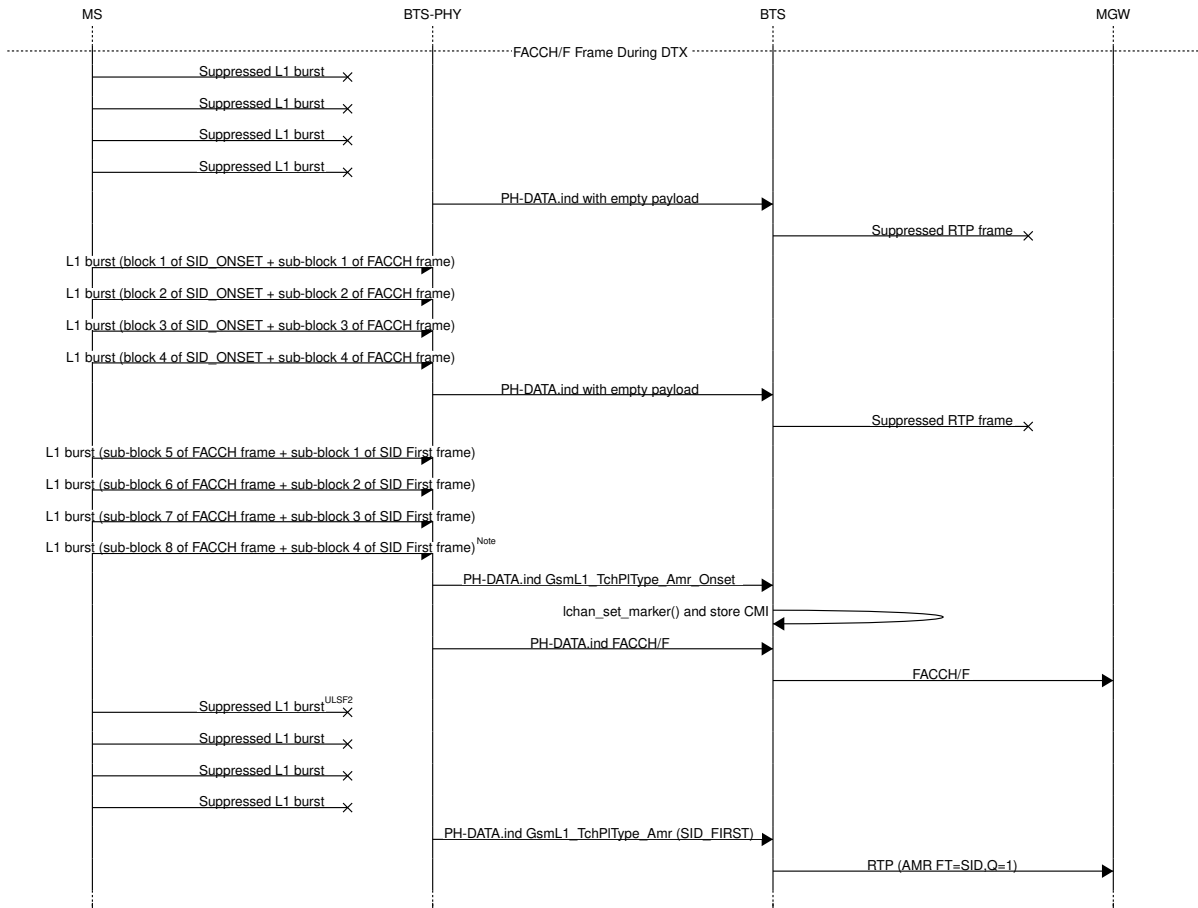 MS BTS-PHY BTS MGW
FACCH/F Frame During DTX
Suppressed L1 burst
Suppressed L1 burst
Suppressed L1 burst
Suppressed L1 burst
PH-DATA.ind with empty payload
Suppressed RTP frame
L1 burst (block 1 of SID_ONSET + sub-block 1 of FACCH frame)
L1 burst (block 2 of SID_ONSET + sub-block 2 of FACCH frame)
L1 burst (block 3 of SID_ONSET + sub-block 3 of FACCH frame)
L1 burst (block 4 of SID_ONSET + sub-block 4 of FACCH frame)
PH-DATA.ind with empty payload
Suppressed RTP frame
L1 burst (sub-block 5 of FACCH frame + sub-block 1 of SID First frame)
L1 burst (sub-block 6 of FACCH frame + sub-block 2 of SID First frame)
L1 burst (sub-block 7 of FACCH frame + sub-block 3 of SID First frame)
L1 burst (sub-block 8 of FACCH frame + sub-block 4 of SID First frame) Note
PH-DATA.ind GsmL1_TchPlType_Amr_Onset
lchan_set_marker() and store CMI
PH-DATA.ind FACCH/F
FACCH/F
Suppressed L1 burst ULSF2
Suppressed L1 burst
Suppressed L1 burst
Suppressed L1 burst
PH-DATA.ind GsmL1_TchPlType_Amr (SID_FIRST)
RTP (AMR FT=SID,Q=1)